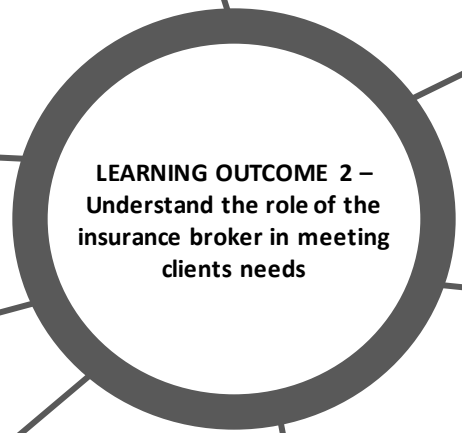 LEARNING OUTCOME 2 –
Understand the role of the
insurance broker in meeting
clients needs